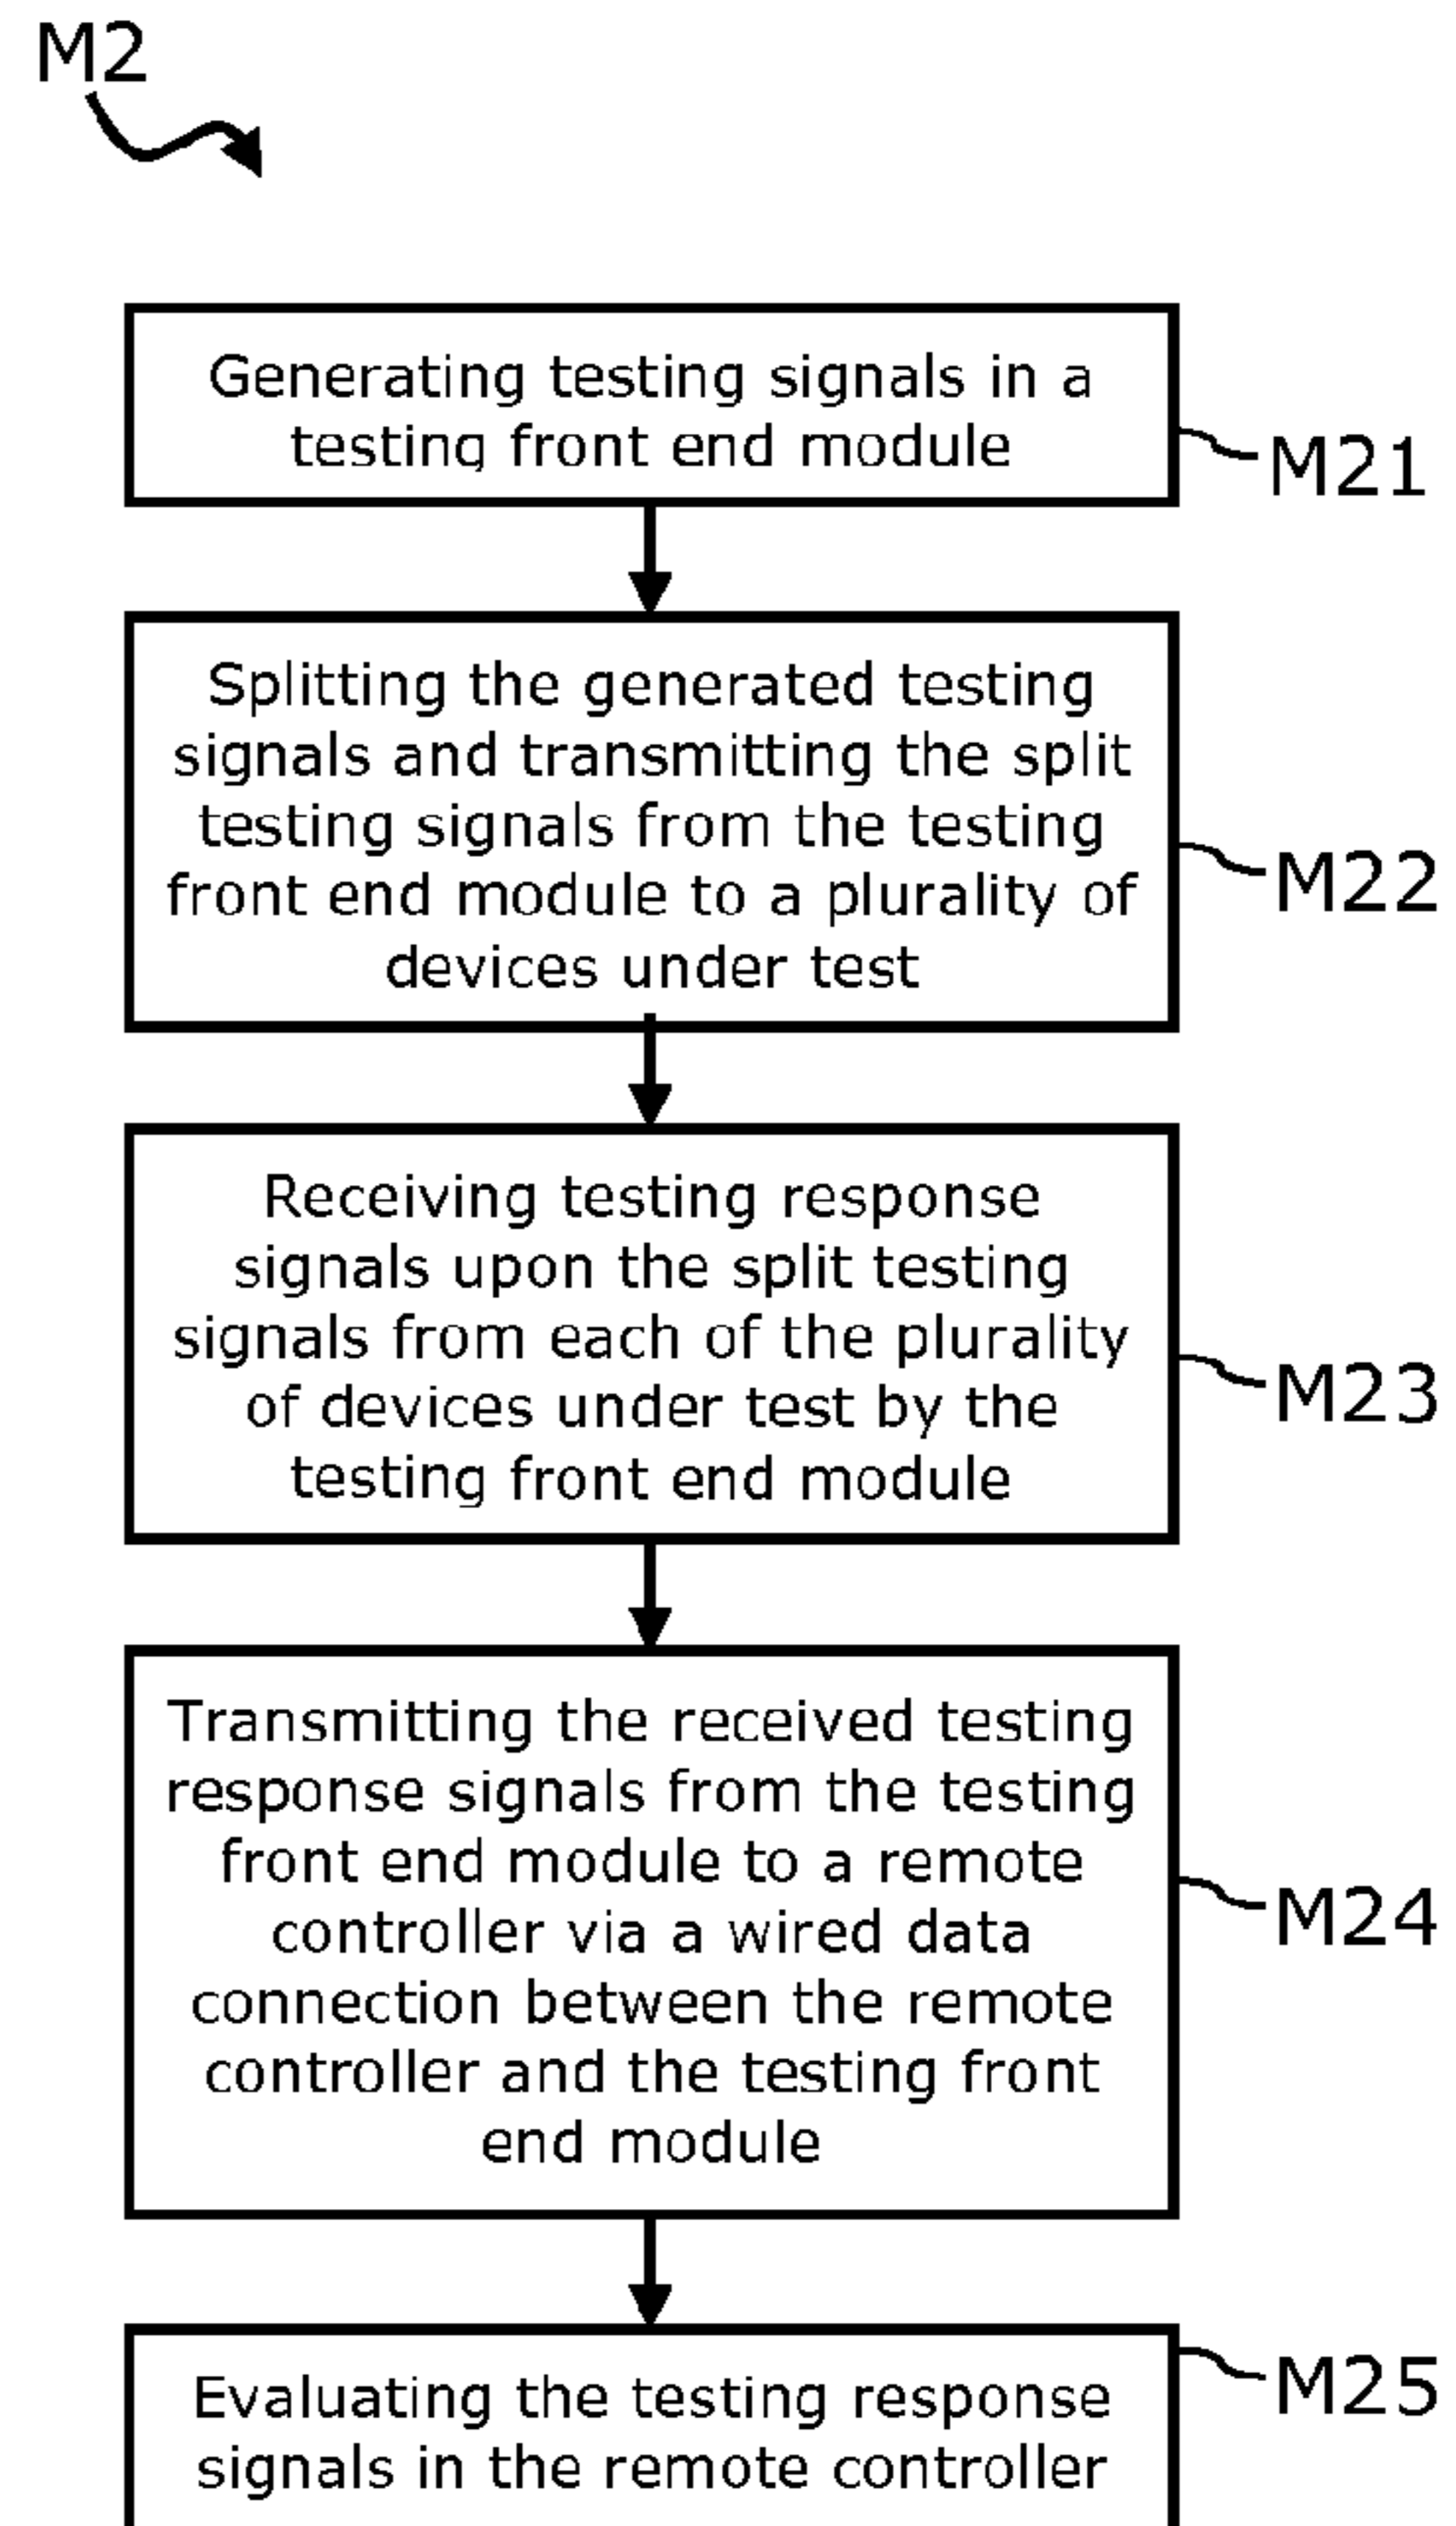 M2
Generating testing signals in a
testing front end module
M21
Splitting the generated testing
signals and transmitting the split
testing signals from the testing
front end module to a plurality of
devices under test
M22
Receiving testing response
signals upon the split testing
signals from each of the plurality
of devices under test by the
testing front end module
M23
Transmitting the received testing
response signals from the testing
front end module to a remote
controller via a wired data
connection between the remote
controller and the testing front
end module
M24
Evaluating the testing response
signals in the remote controller
M25